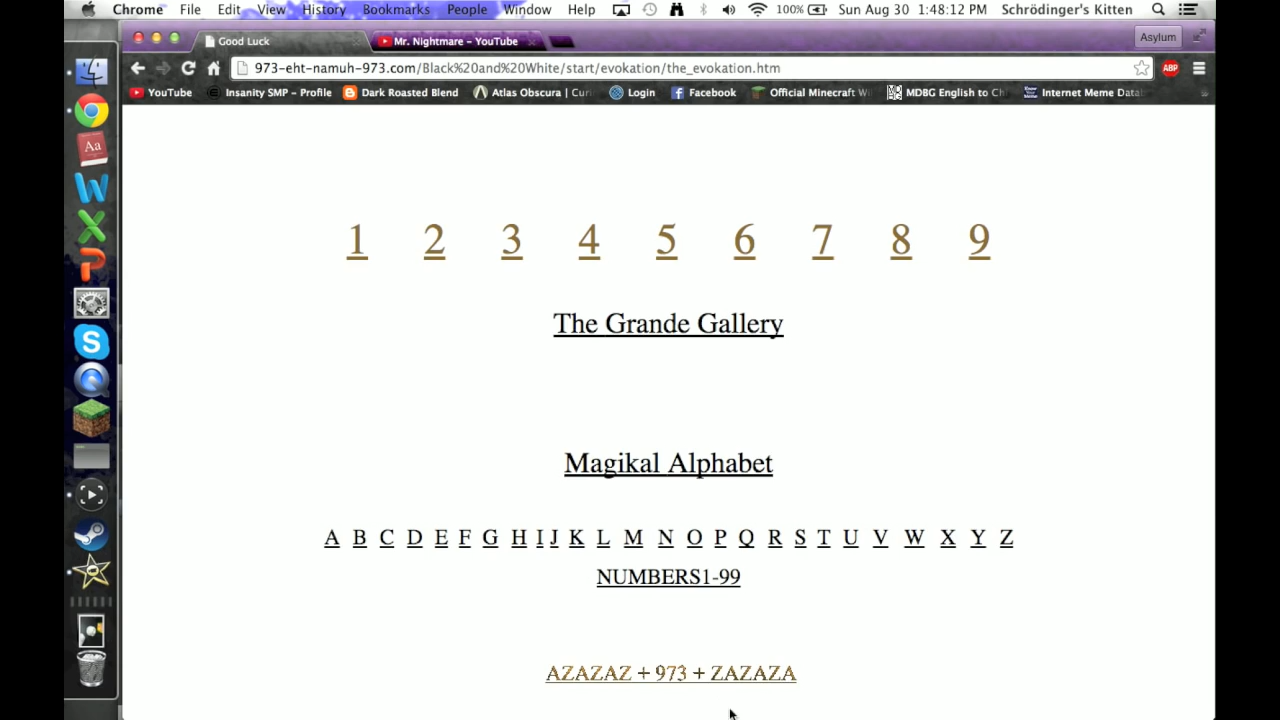 Chrome File Edit View History Bookmarks People Window Help 100% Sun Aug 30 1:48:12 PM Schrödinger's Kitten
Good Luck Mr. Nightmare – YouTube Asylum
973-eht-namuh-973.com/Black%20and%20White/start/evokation/the_evokation.htm ABP
YouTube Insanity SMP – Profile Dark Roasted Blend Atlas Obscura | Cur Login Facebook Official Minecraft W MDBG English to Ch Internet Meme Data
1 2 3 4 5 6 7 8 9
The Grande Gallery
Magikal Alphabet
A B C D E F G H I J K L M N O P Q R S T U V W X Y Z
NUMBERS1-99
AZAZAZ + 973 + ZAZAZA